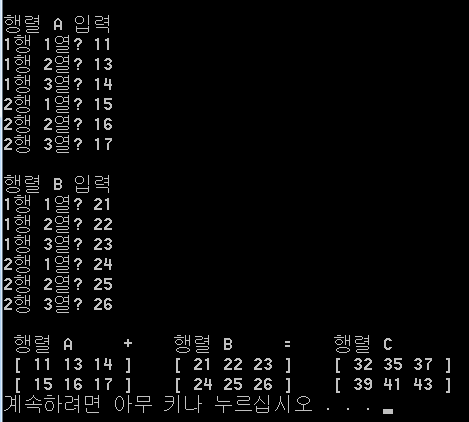 행렬 A 입력
1행 1열? 11
1행 2열? 13
1행 3열? 14
2행 1열? 15
2행 2열? 16
2행 3열? 17
행렬 B 입력
1행 1열? 21
1행 2열? 22
1행 3열? 23
2행 1열? 24
2행 2열? 25
2행 3열? 26
행렬 A + 행렬 B = 행렬 C
[ 11 13 14 ] [ 21 22 23 ] [ 32 35 37 ]
[ 15 16 17 ] [ 24 25 26 ] [ 39 41 43 ]
계속하려면 아무 키나 누르십시오 . . .